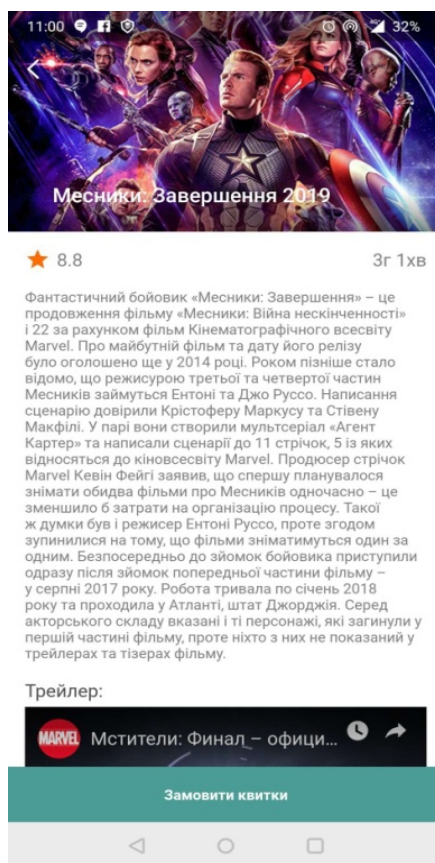 11:00
32%
Месники: Завершення 2019
8.8
3г 1хв
Фантастичний бойовик «Месники: Завершення» – це
продовження фільму «Месники: Війна нескінченності»
і 22 за рахунком фільм Кінематографічного всесвіту
Marvel. Про майбутній фільм та дату його релізу
було оголошено ще у 2014 році. Роком пізніше стало
відомо, що режисурою третьої та четвертої частин
Месників займуться Ентоні та Джо Руссо. Написання
сценарію довірили Крістоферу Маркусу та Стівену
Макфілі. У парі вони створили мультсеріал «Агент
Картер» та написали сценарії до 11 стрічок, 5 із яких
відносяться до кіновсесвіту Marvel. Продюсер стрічок
Marvel Кевін Фейгі заявив, що спершу планувалося
знімати обидва фільми про Месників одночасно – це
зменшило б затрати на організацію процесу. Такої
ж думки був і режисер Ентоні Руссо, проте згодом
зупинилися на тому, що фільми зніматимуться один за
одним. Безпосередньо до зйомок бойовика приступили
одразу після зйомок попередньої частини фільму –
у серпні 2017 року. Робота тривала по січень 2018
року та проходила у Атланті, штат Джорджія. Серед
акторського складу вказані і ті персонажі, які загинули у
першій частині фільму, проте ніхто з них не показаний у
трейлерах та тізерах фільму.
Трейлер:
MARVEL Мстители: Финал – офици...
Замовити квитки